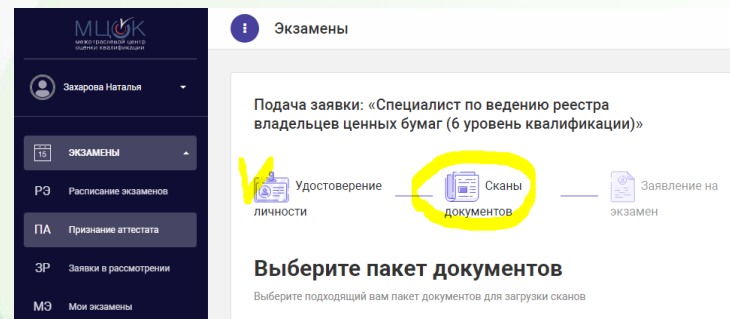 МЦОК
межотраслевой центр
оценки квалификации
Экзамены
Захарова Наталья
15
ЭКЗАМЕНЫ
РЭ Расписание экзаменов
ПА Признание аттестата
ЗР Заявки в рассмотрении
МЭ Мои экзамены
Подача заявки: «Специалист по ведению реестра
владельцев ценных бумаг (6 уровень квалификации)»
Удостоверение
личности
Сканы
документов
Заявление на
экзамен
Выберите пакет документов
Выберите подходящий вам пакет документов для загрузки сканов